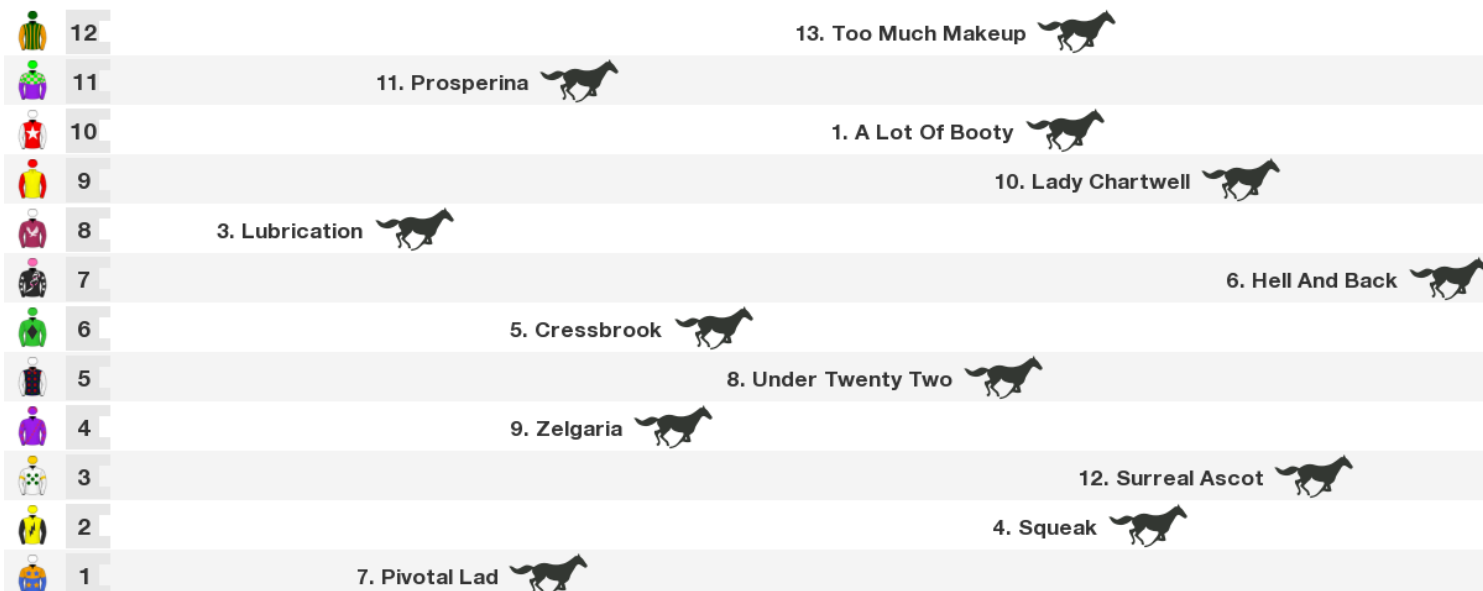 12 13. Too Much Makeup
11 11. Prosperina
10 1. A Lot Of Booty
9 10. Lady Chartwell
8 3. Lubrication
7 6. Hell And Back
6 5. Cressbrook
5 8. Under Twenty Two
4 9. Zelgaria
3 12. Surreal Ascot
2 4. Squeak
1 7. Pivotal Lad